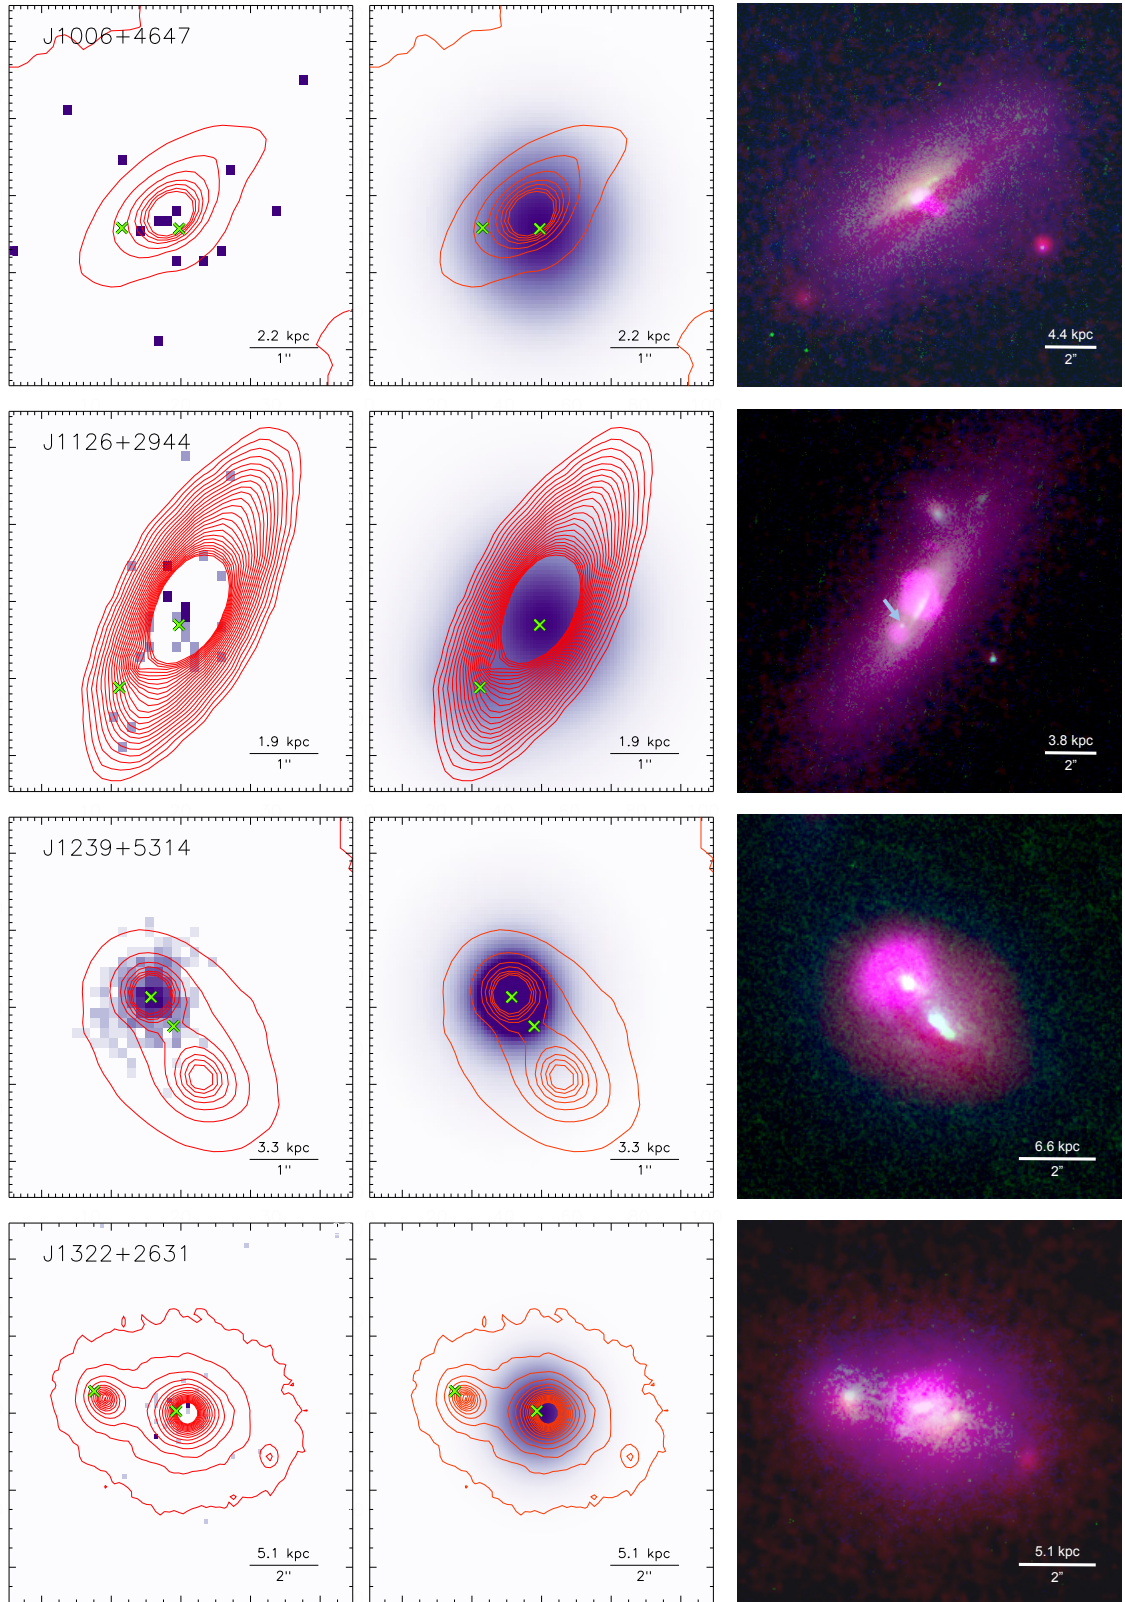 J1006+4647
2.2 kpc
1''
2.2 kpc
1''
4.4 kpc
2”
J1126+2944
1.9 kpc
1''
1.9 kpc
1''
3.8 kpc
2”
J1239+5314
3.3 kpc
1''
3.3 kpc
1''
6.6 kpc
2”
J1322+2631
5.1 kpc
2''
5.1 kpc
2''
5.1 kpc
2”